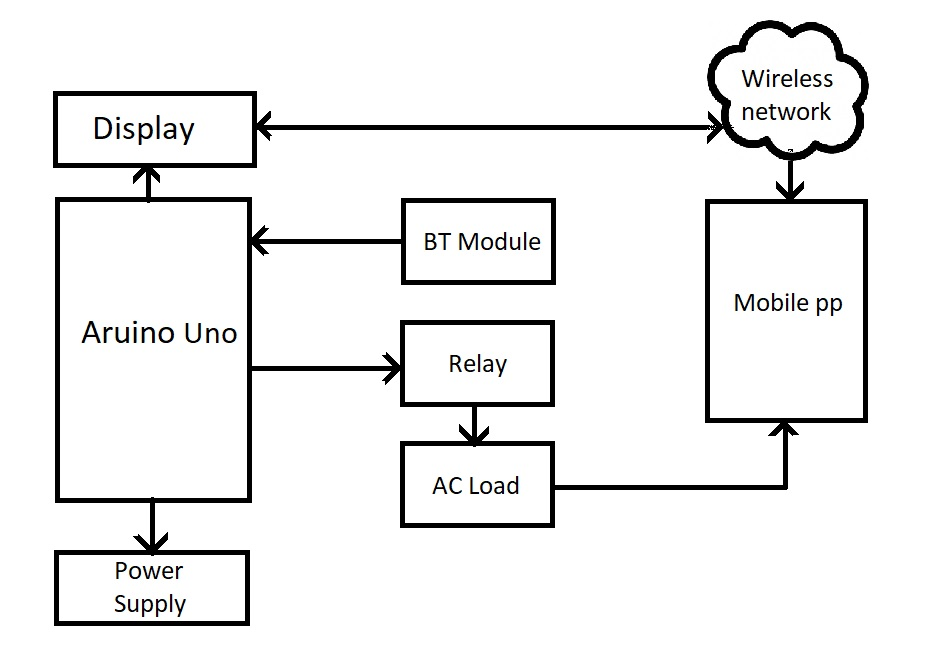 Wireless
network
Display
BT Module
Mobile pp
Aruino Uno
Relay
AC Load
Power
Supply